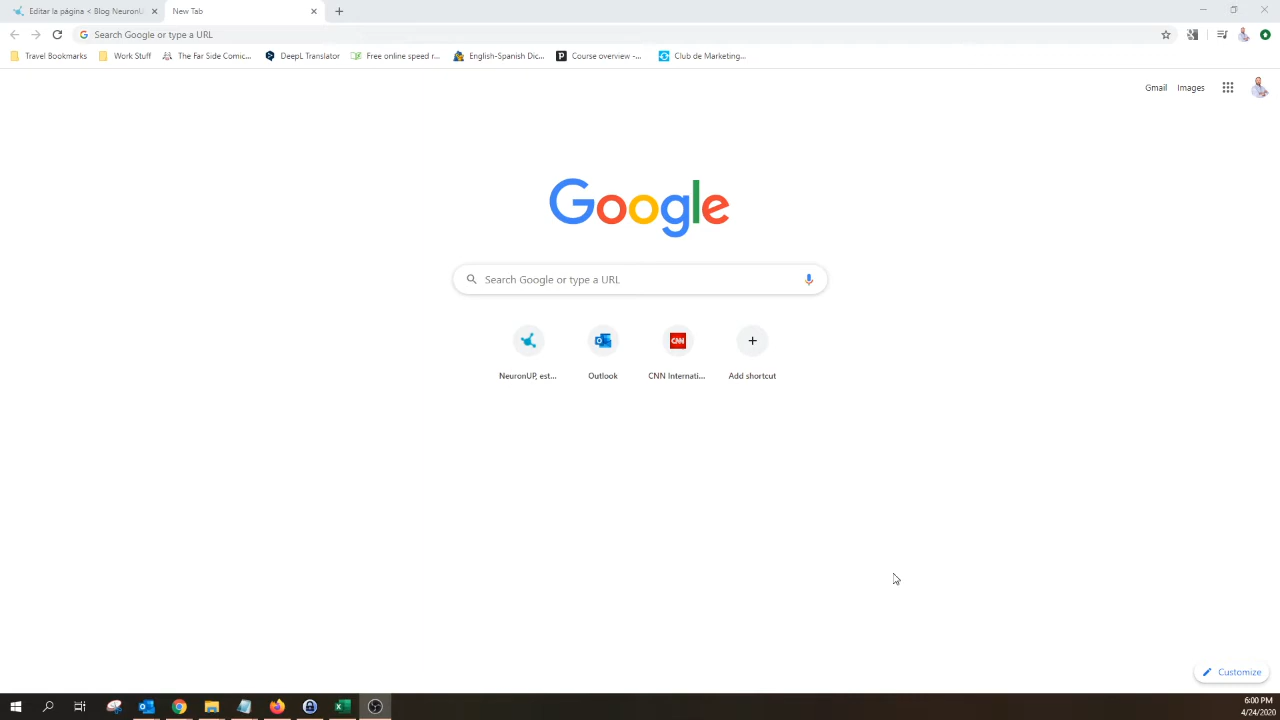 Editar la página < Blog NeuronU
New Tab
Search Google or type a URL
Travel Bookmarks
Work Stuff
The Far Side Comic...
DeepL Translator
Free online speed r...
English-Spanish Dic...
Course overview -...
Club de Marketing...
Gmail
Images
Google
Search Google or type a URL
CNN
NeuronUP, est...
Outlook
CNN Internati...
Add shortcut
Customize
6:00 PM
4/24/2020